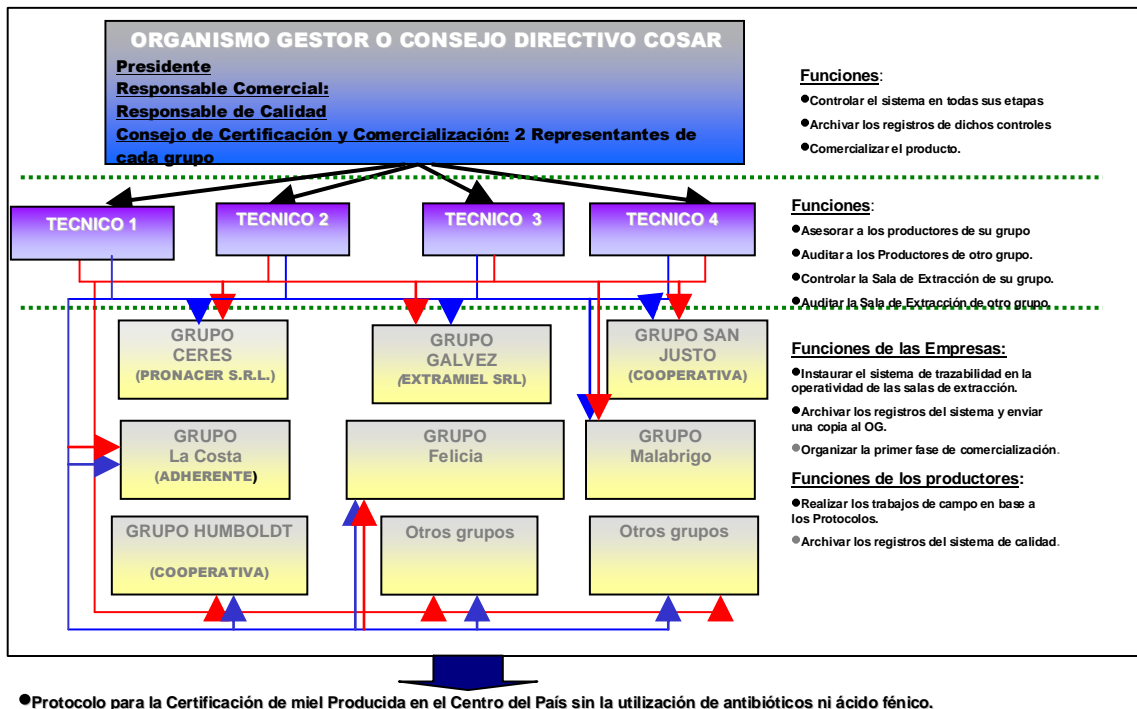 ORGANISMO GESTOR O CONSEJO DIRECTIVO COSAR
Presidente
Responsable Comercial:
Responsable de Calidad
Consejo de Certificación y Comercialización: 2 Representantes de
cada grupo
Funciones:
●Controlar el sistema en todas sus etapas
●Archivar los registros de dichos controles
●Comercializar el producto.
TECNICO 1
TECNICO 2
TECNICO 3
TECNICO 4
Funciones:
●Asesorar a los productores de su grupo
●Auditar a los Productores de otro grupo.
●Controlar la Sala de Extracción de su grupo.
●Auditar la Sala de Extracción de otro grupo.
GRUPO
CERES
(PRONACER S.R.L.)
GRUPO
GALVEZ
(EXTRAMIEL SRL)
GRUPO SAN
JUSTO
(COOPERATIVA)
GRUPO
La Costa
(ADHERENTE)
GRUPO
Felicia
GRUPO
Malabrigo
GRUPO HUMBOLDT
(COOPERATIVA)
Otros grupos
Otros grupos
Funciones de las Empresas:
●Instaurar el sistema de trazabilidad en la
operatividad de las salas de extracción.
●Archivar los registros del sistema y enviar
una copia al OG.
●Organizar la primer fase de comercialización.
Funciones de los productores:
●Realizar los trabajos de campo en base a
los Protocolos.
●Archivar los registros del sistema de calidad.
●Protocolo para la Certificación de miel Producida en el Centro del País sin la utilización de antibióticos ni ácido fénico.